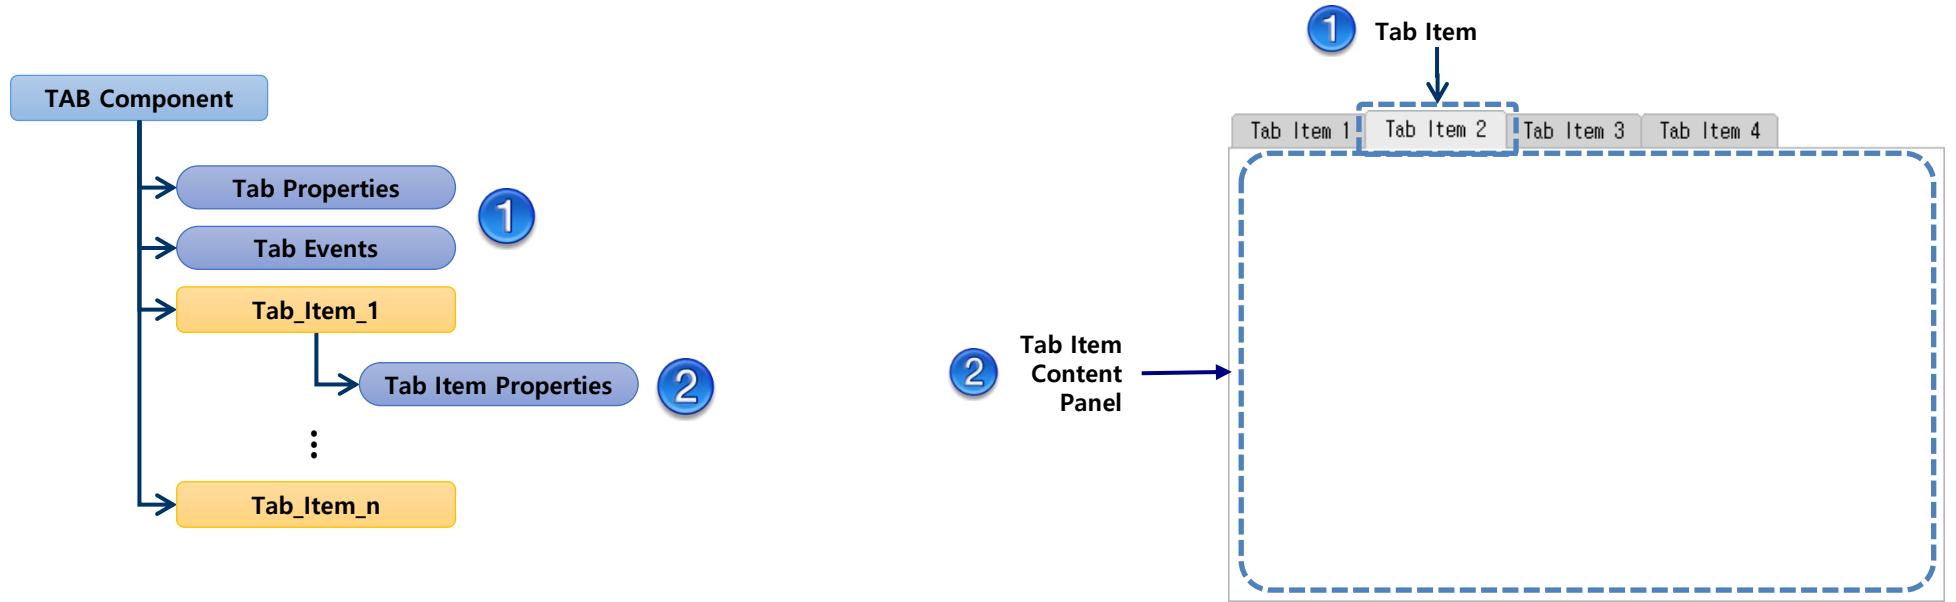 TAB Component
Tab Properties
1
Tab Events
Tab_Item_1
Tab Item Properties
2
Tab_Item_n
1
Tab Item
Tab Item 1
Tab Item 2
Tab Item 3
Tab Item 4
2
Tab Item
Content
Panel